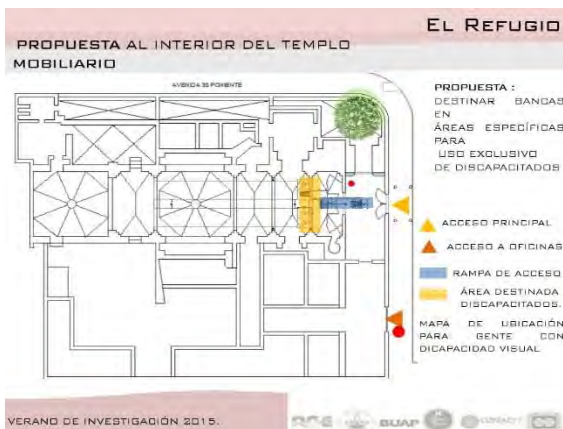 EL REFUGIO
PROPUESTA AL INTERIOR DEL TEMPLO
MOBILIARIO
PROPUESTA :
DESTINAR BANCAS
EN
ÁREAS ESPECÍFICAS
PARA
USO EXCLUSIVO
DE DISCAPACITADOS
ACCESO PRINCIPAL
ACCESO A OFICINAS
RAMPA DE ACCESO
ÁREA DESTINADA
DISCAPACITADOS.
MAPA DE UBICACIÓN
PARA GENTE CON
DICAPACIDAD VISUAL
VERANO DE INVESTIGACIÓN 2015.
BUAP